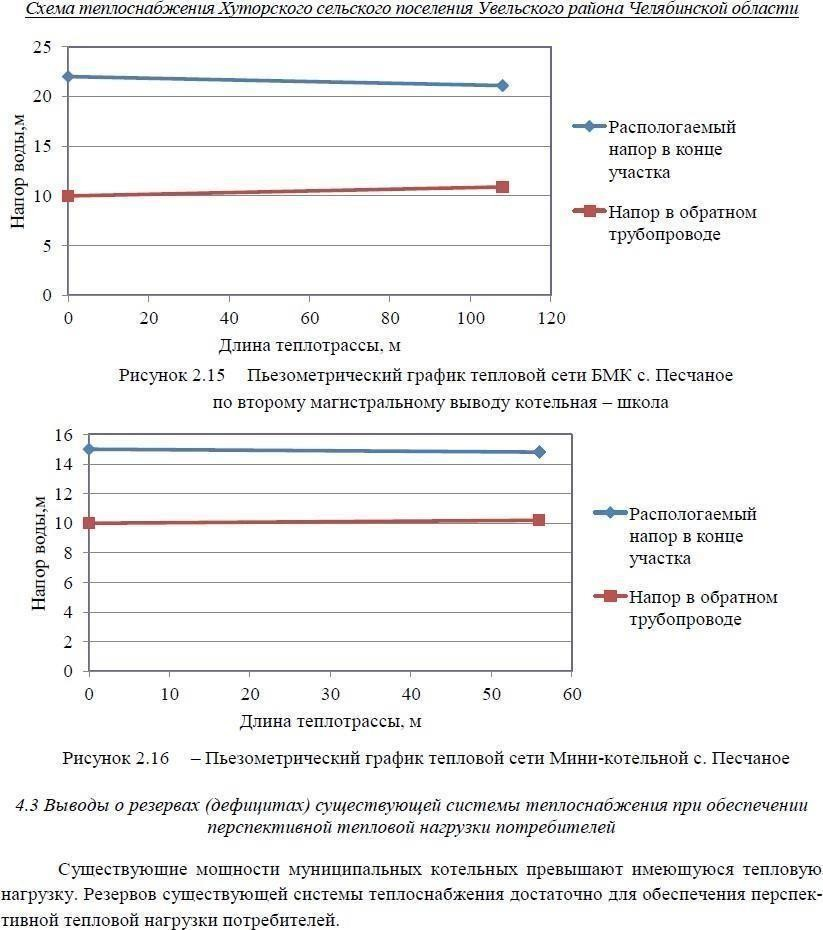 Схема теплоснабжения Хуторского сельского поселения Увельского района Челябинской области
25
20
15
10
5
0
Напор воды,м
0 20 40 60 80 100 120
Длина теплотрассы, м
Распологаемый
напор в конце
участка
Напор в обратном
трубопроводе
Рисунок 2.15 Пьезометрический график тепловой сети БМК с. Песчаное
по второму магистральному выводу котельная – школа
16
14
12
10
8
6
4
2
0
Напор воды,м
0 10 20 30 40 50 60
Длина теплотрассы, м
Распологаемый
напор в конце
участка
Напор в обратном
трубопроводе
Рисунок 2.16 – Пьезометрический график тепловой сети Мини-котельной с. Песчаное
4.3 Выводы о резервах (дефицитах) существующей системы теплоснабжения при обеспечении
перспективной тепловой нагрузки потребителей
Существующие мощности муниципальных котельных превышают имеющуюся тепловую
нагрузку. Резервов существующей системы теплоснабжения достаточно для обеспечения перспек-
тивной тепловой нагрузки потребителей.